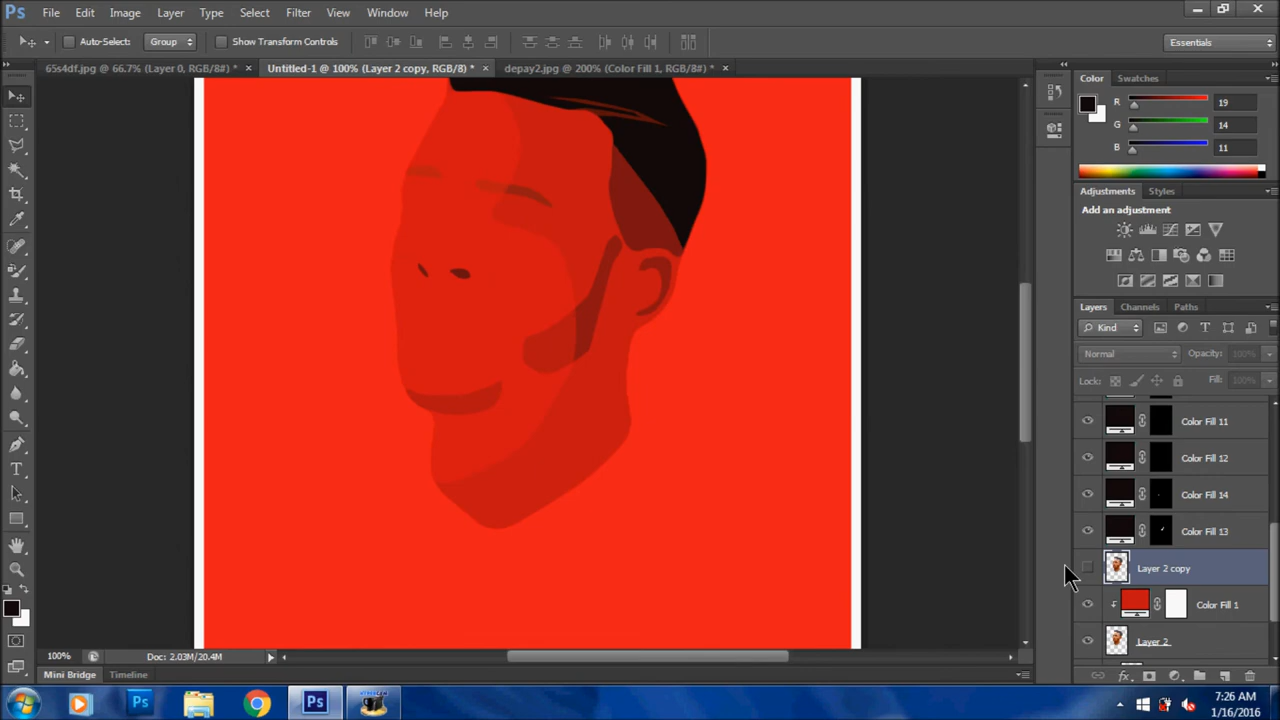 Ps File Edit Image Layer Type Select Filter View Window Help
Auto-Select: Group Show Transform Controls Essentials
65s4df.jpg @ 66.7% (Layer 0, RGB/8#) * × Untitled-1 @ 100% (Layer 2 copy, RGB/8) * × depay2.jpg @ 200% (Color Fill 1, RGB/8#) * ×
Color Swatches
R 19
G 14
B 11
Adjustments Styles
Add an adjustment
Layers Channels Paths
Kind
Normal Opacity: 100%
Lock: Fill: 100%
Color Fill 11
Color Fill 12
Color Fill 14
Color Fill 13
Layer 2 copy
Color Fill 1
Layer 2
100% Doc: 2.03M/20.4M
Mini Bridge Timeline
Ps Ps HYPERCAM
7:26 AM
1/16/2016